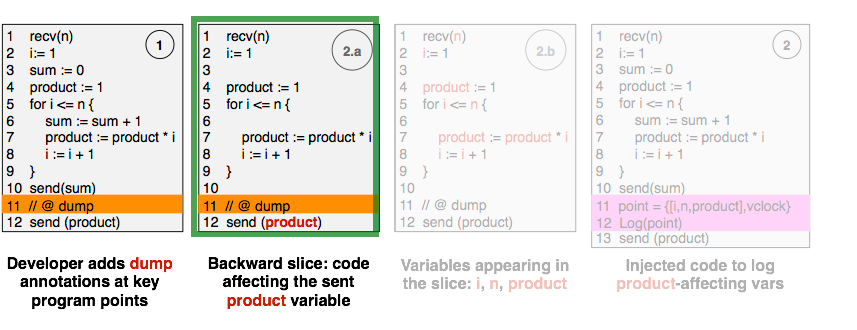 1 recv(n)
2 i:= 1
3 sum := 0
4 product := 1
5 for i <= n {
6 sum := sum + 1
7 product := product * i
8 i := i + 1
9 }
10 send(sum)
11 // @ dump
12 send (product)
1
Developer adds dump
annotations at key
program points
1 recv(n)
2 i:= 1
3
4 product := 1
5 for i <= n {
6
7 product := product * i
8 i := i + 1
9 }
10
11 // @ dump
12 send (product)
2.a
Backward slice: code
affecting the sent
product variable
1 recv(n)
2 i:= 1
3
4 product := 1
5 for i <= n {
6
7 product := product * i
8 i := i + 1
9 }
10
11 // @ dump
12 send (product)
2.b
Variables appearing in
the slice: i, n, product
1 recv(n)
2 i:= 1
3 sum := 0
4 product := 1
5 for i <= n {
6 sum := sum + 1
7 product := product * i
8 i := i + 1
9 }
10 send(sum)
11 point = {[i,n,product],vclock}
12 Log(point)
13 send (product)
2
Injected code to log
product-affecting vars